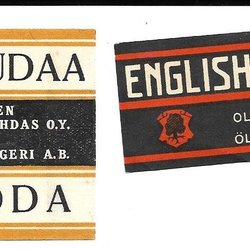 UDAA
EN
HDAS O.Y.
GERI A.B.
ODA
ENGLISH
OL
ÖL